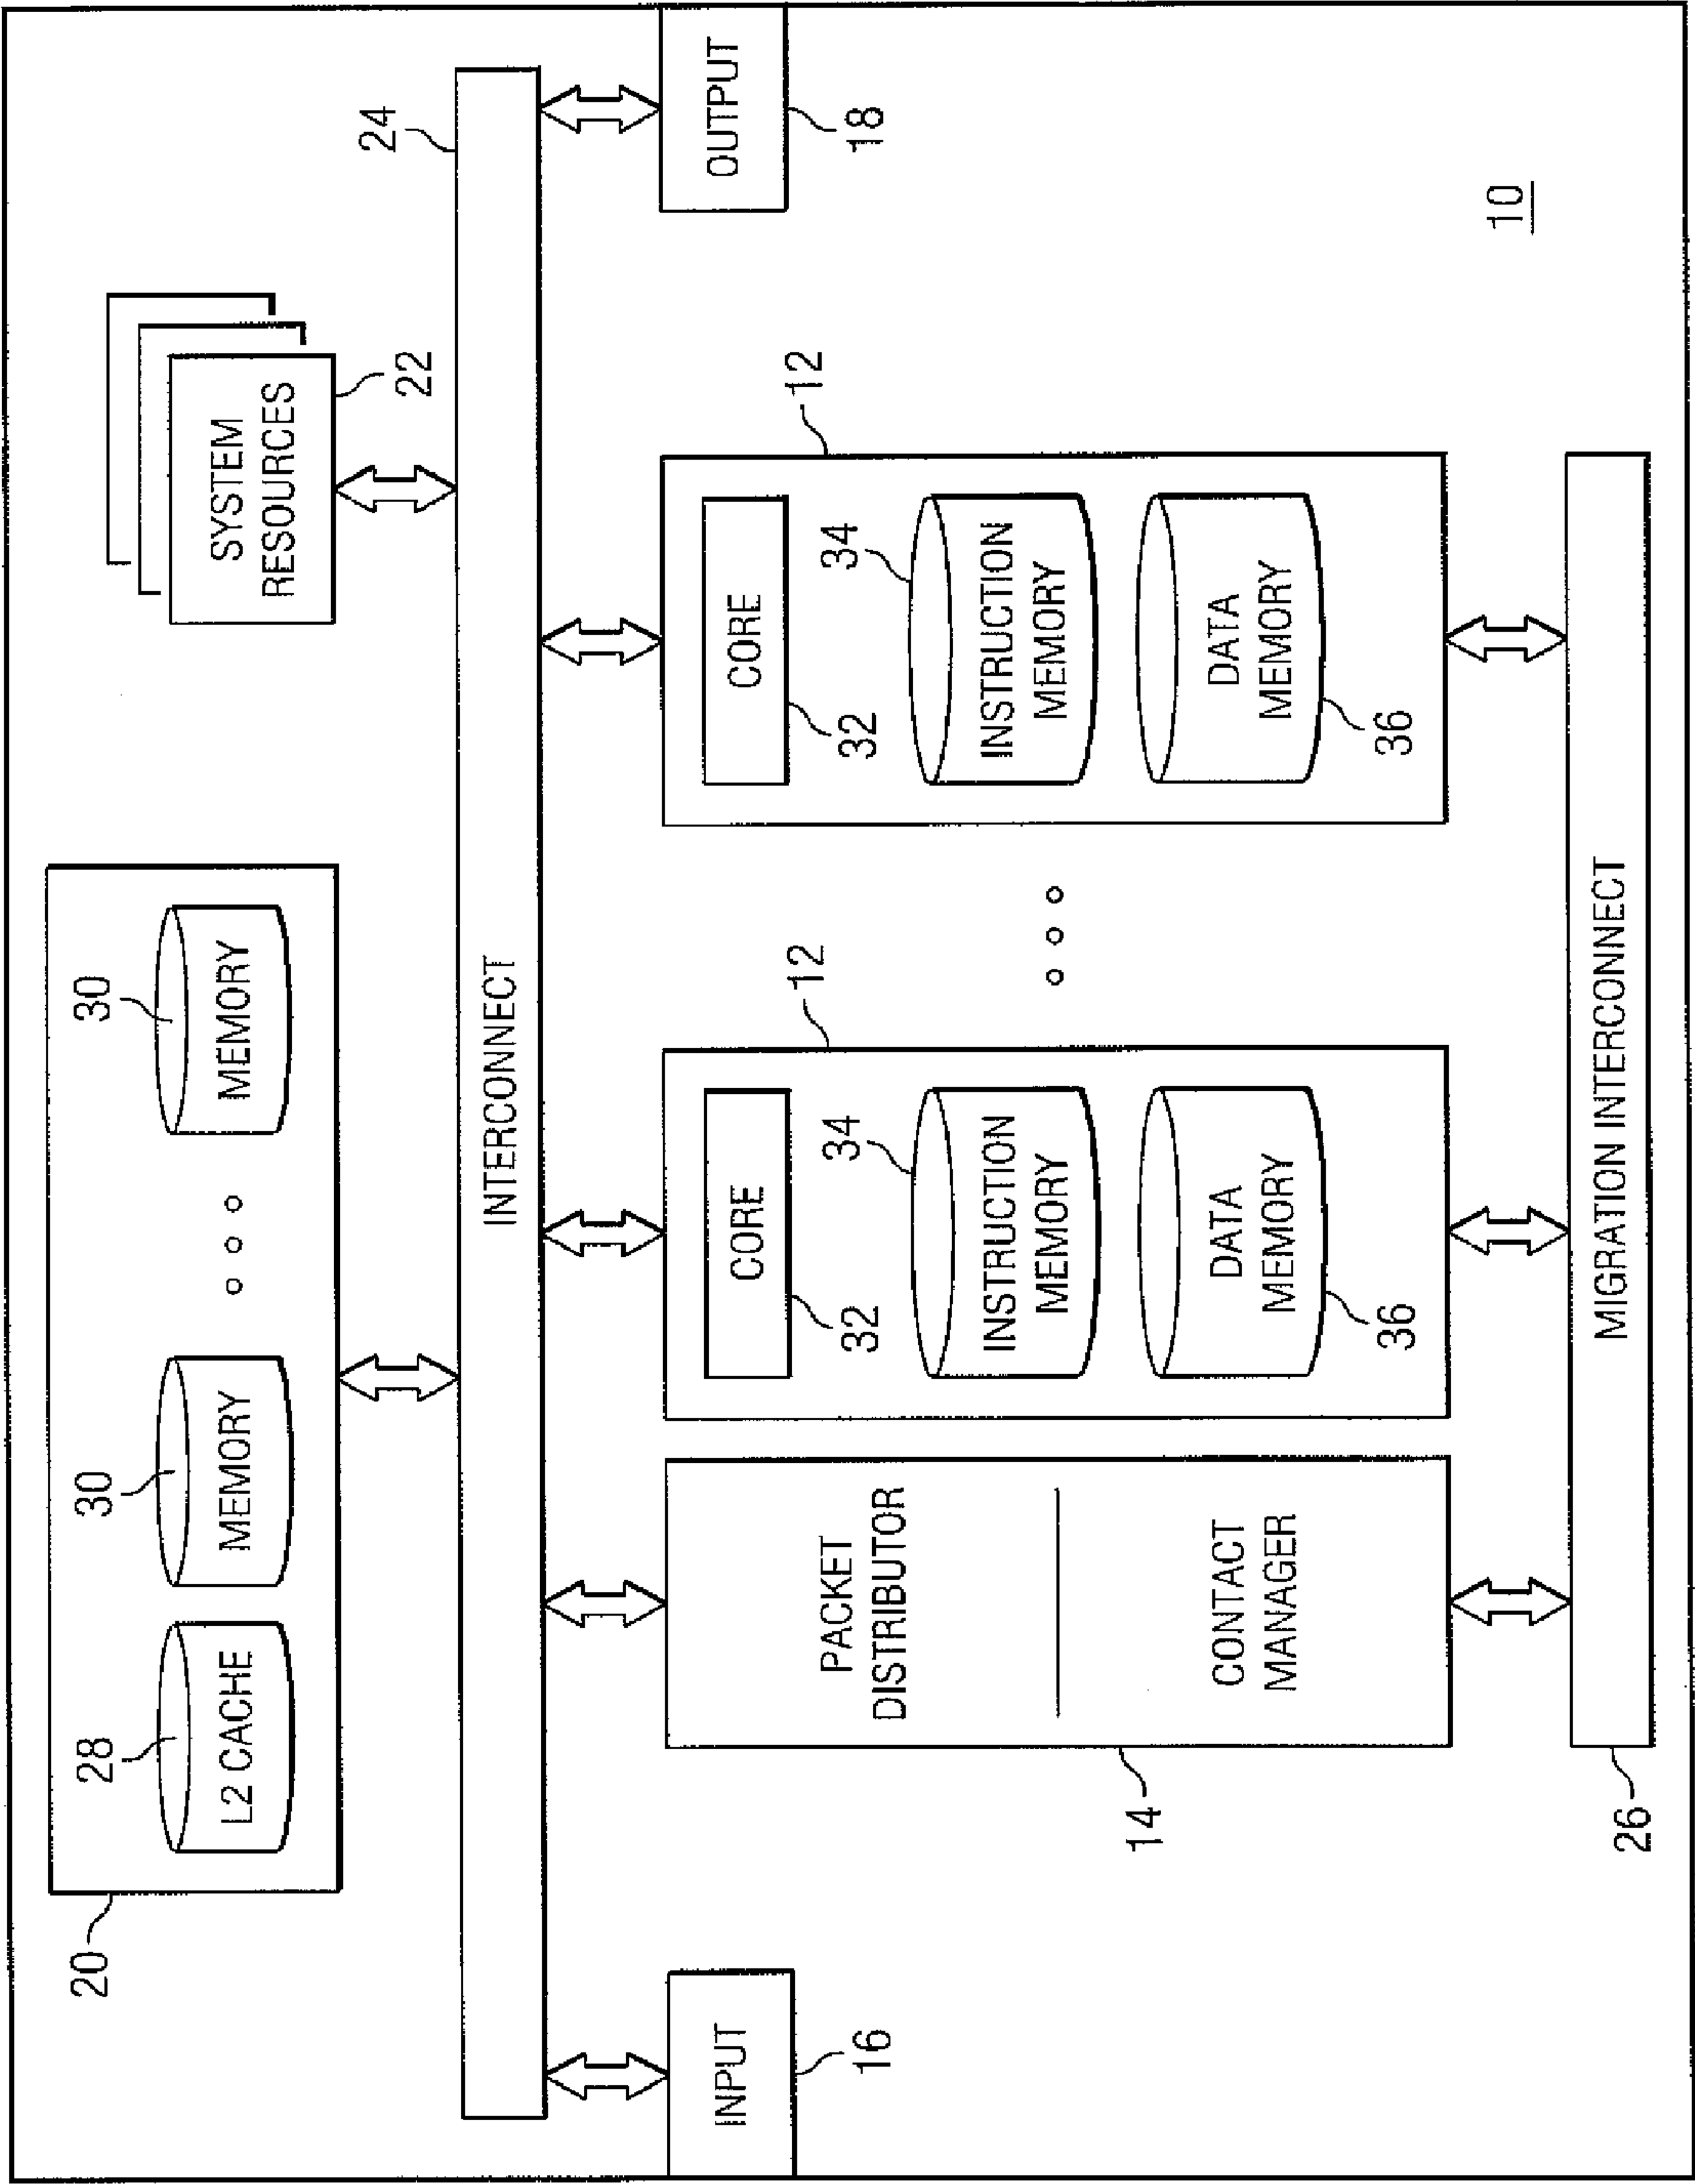 20
28
30
30
L2 CACHE
MEMORY
MEMORY
SYSTEM
RESOURCES
22
24
INTERCONNECT
INPUT
16
OUTPUT
18
PACKET
DISTRIBUTOR
CONTACT
MANAGER
14
12
CORE
32
34
INSTRUCTION
MEMORY
DATA
MEMORY
36
12
CORE
32
34
INSTRUCTION
MEMORY
DATA
MEMORY
36
10
MIGRATION INTERCONNECT
26